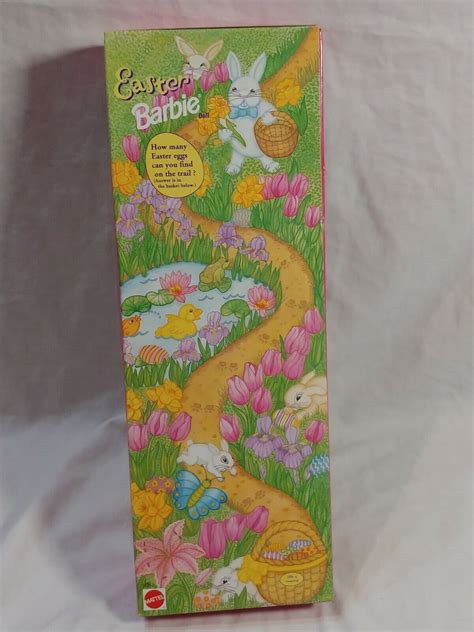 Easter
Barbie
Doll
How many
Easter eggs
can you find
on the trail?
(Answer is in
the basket below.)
MATTEL